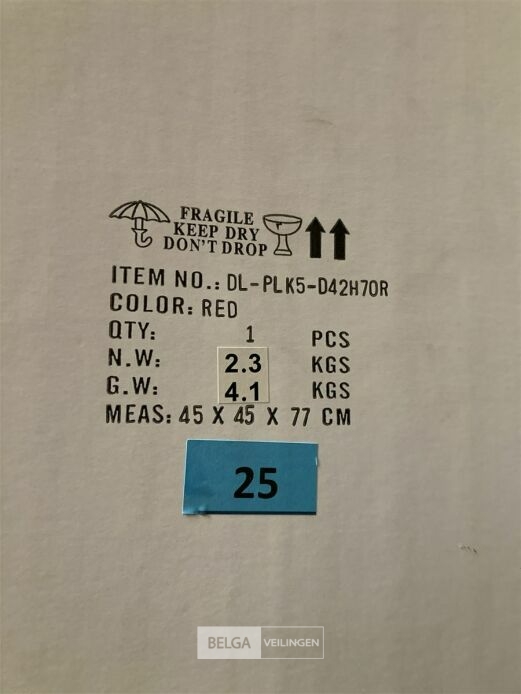 FRAGILE
KEEP DRY
DON'T DROP
ITEM NO.: DL-PLK5-D42H70R
COLOR: RED
QTY: 1 PCS
N.W: 2.3 KGS
G.W: 4.1 KGS
MEAS: 45 X 45 X 77 CM
25
BELGA VEILINGEN